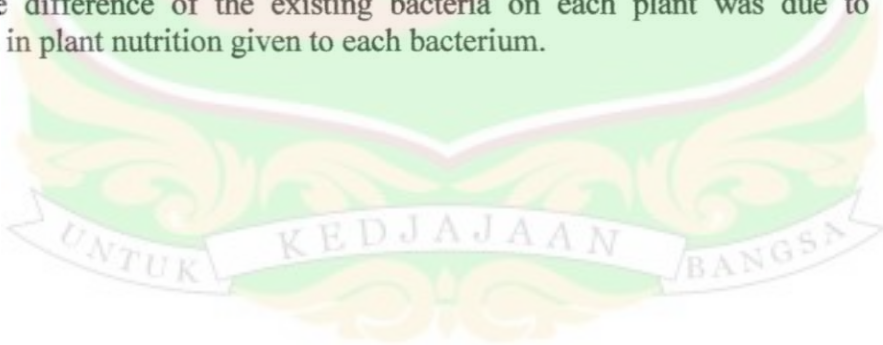 difference of the existing bacteria on each plant was due to
in plant nutrition given to each bacterium.
UNTUK KEDJAJAAN BANGSA